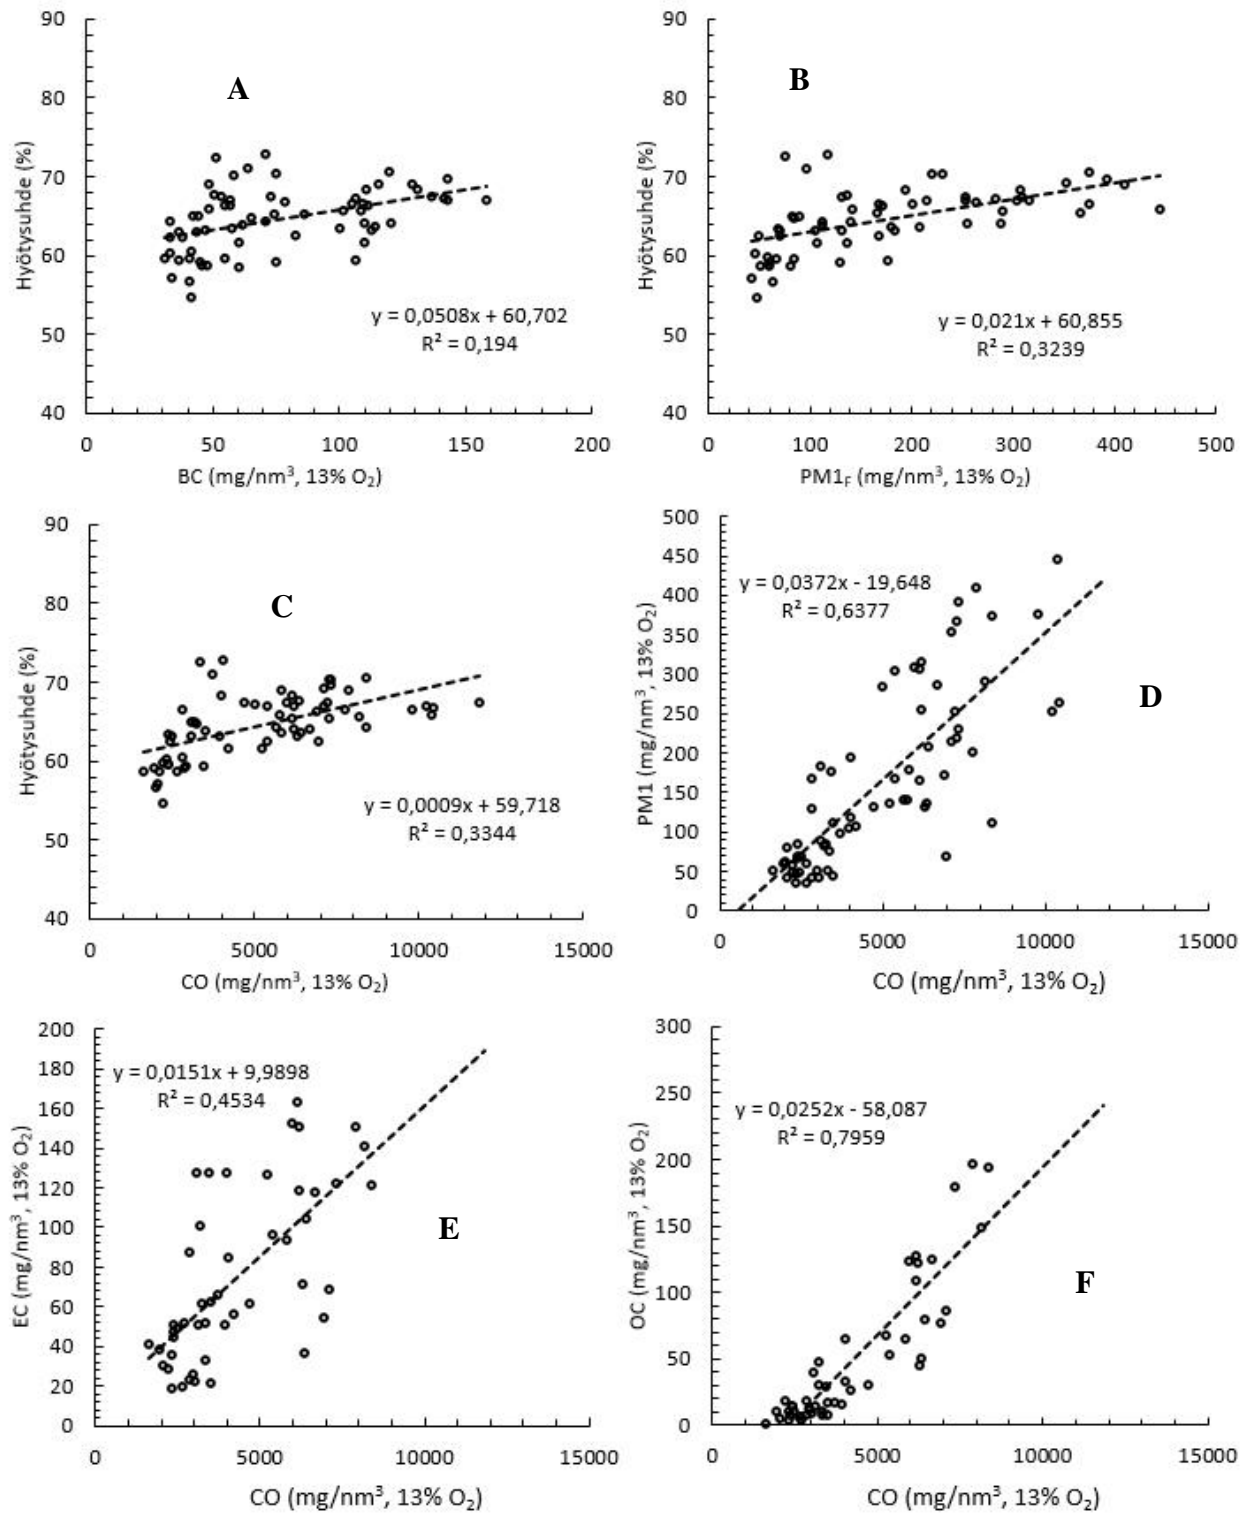 A
90
80
70
60
50
40
Hyötysuhde (%)
y = 0,0508x + 60,702
R² = 0,194
0 50 100 150 200
BC (mg/nm³, 13% O₂)
B
90
80
70
60
50
40
Hyötysuhde (%)
y = 0,021x + 60,855
R² = 0,3239
0 100 200 300 400 500
PM1F (mg/nm³, 13% O₂)
C
90
80
70
60
50
40
Hyötysuhde (%)
y = 0,0009x + 59,718
R² = 0,3344
0 5000 10000 15000
CO (mg/nm³, 13% O₂)
D
500
450
400
350
300
250
200
150
100
50
0
PM1 (mg/nm³, 13% O₂)
y = 0,0372x - 19,648
R² = 0,6377
0 5000 10000 15000
CO (mg/nm³, 13% O₂)
E
200
180
160
140
120
100
80
60
40
20
0
EC (mg/nm³, 13% O₂)
y = 0,0151x + 9,9898
R² = 0,4534
0 5000 10000 15000
CO (mg/nm³, 13% O₂)
F
300
250
200
150
100
50
0
OC (mg/nm³, 13% O₂)
y = 0,0252x - 58,087
R² = 0,7959
0 5000 10000 15000
CO (mg/nm³, 13% O₂)